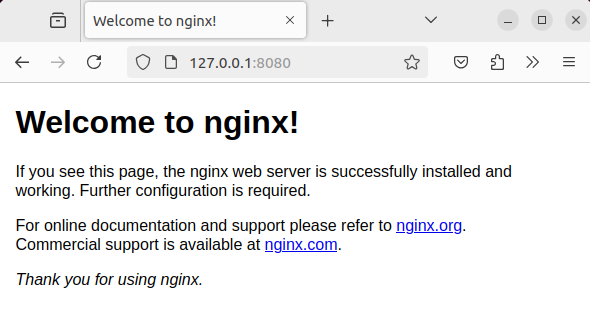 Welcome to nginx!
127.0.0.1:8080
Welcome to nginx!
If you see this page, the nginx web server is successfully installed and
working. Further configuration is required.
For online documentation and support please refer to nginx.org.
Commercial support is available at nginx.com.
Thank you for using nginx.